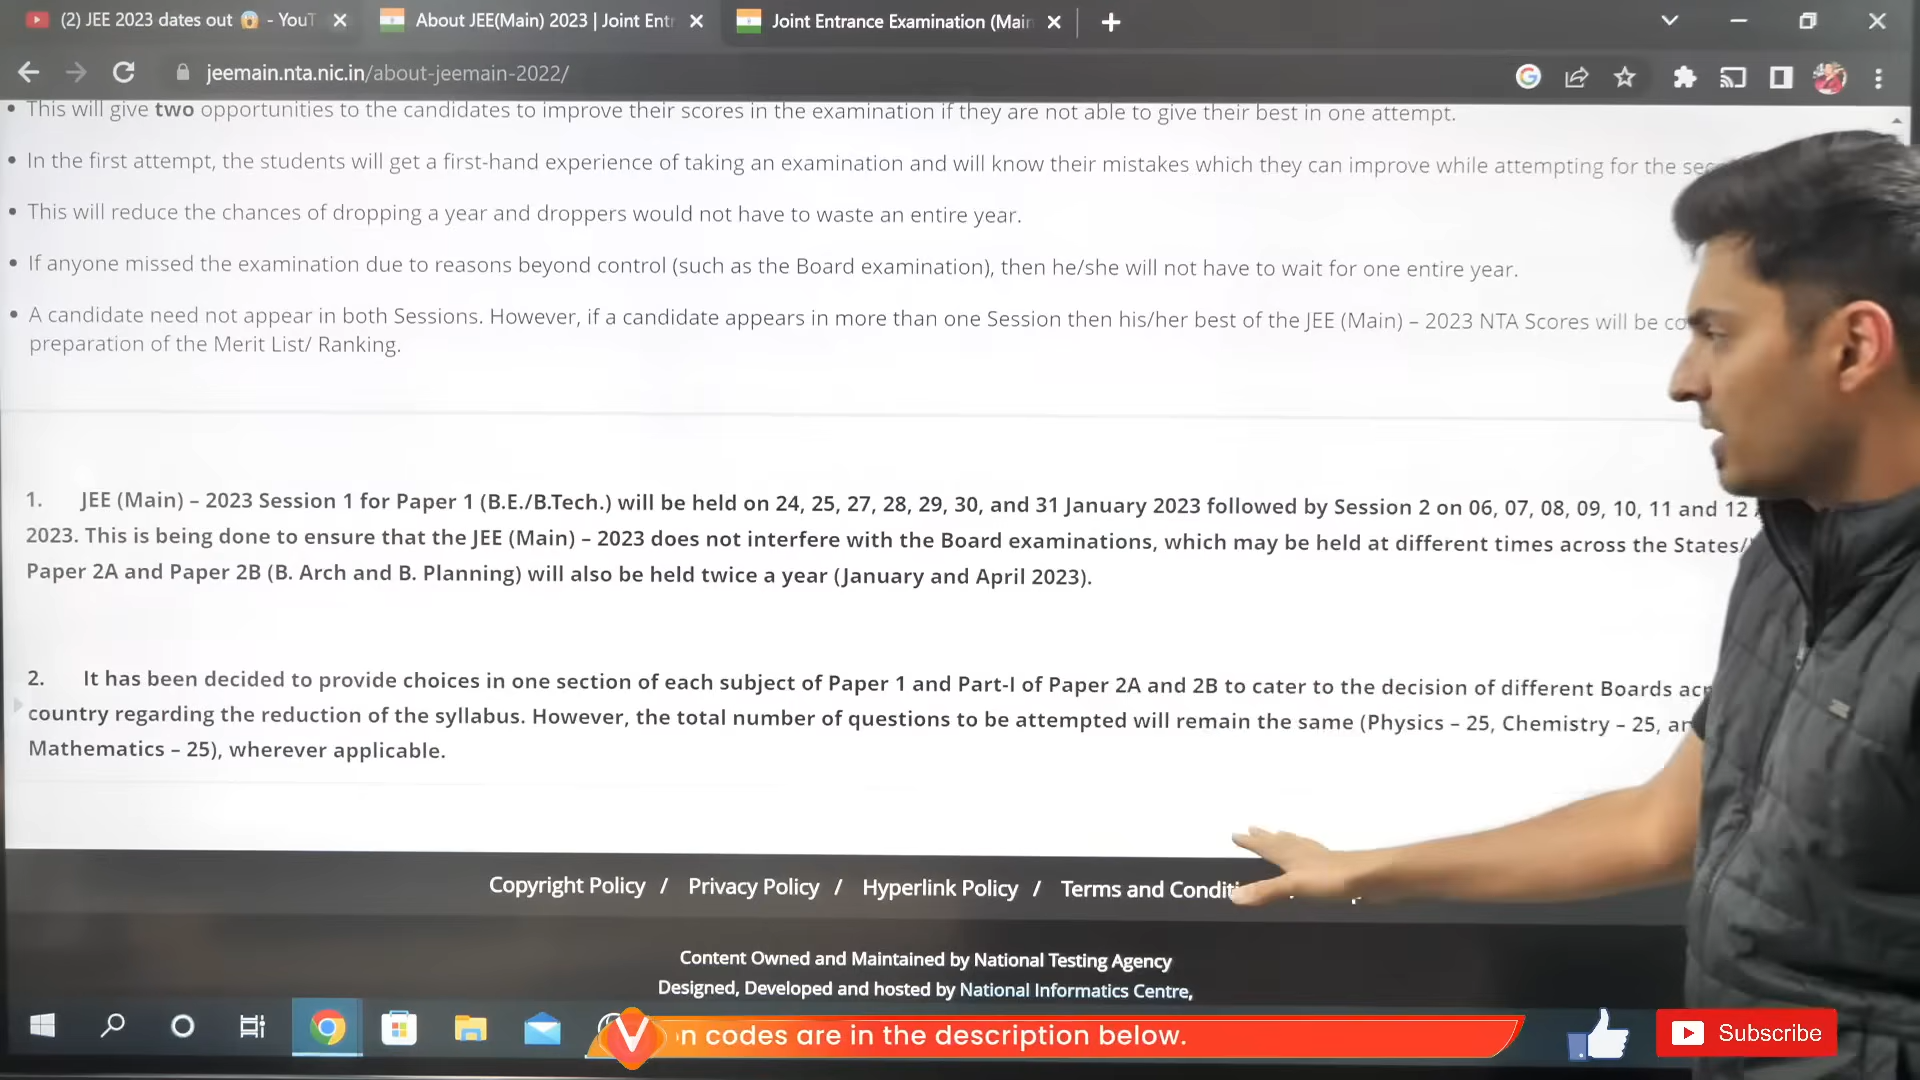 (2) JEE 2023 dates out 😱 - YouT
About JEE(Main) 2023 | Joint Entr
Joint Entrance Examination (Main
jeemain.nta.nic.in/about-jeemain-2022/
• This will give two opportunities to the candidates to improve their scores in the examination if they are not able to give their best in one attempt.
• In the first attempt, the students will get a first-hand experience of taking an examination and will know their mistakes which they can improve while attempting for the
• This will reduce the chances of dropping a year and droppers would not have to waste an entire year.
• If anyone missed the examination due to reasons beyond control (such as the Board examination), then he/she will not have to wait for one entire year.
• A candidate need not appear in both Sessions. However, if a candidate appears in more than one Session then his/her best of the JEE (Main) – 2023 NTA Scores will be
preparation of the Merit List/ Ranking.
1. JEE (Main) – 2023 Session 1 for Paper 1 (B.E./B.Tech.) will be held on 24, 25, 27, 28, 29, 30, and 31 January 2023 followed by Session 2 on 06, 07, 08, 09, 10, 11 and 12
2023. This is being done to ensure that the JEE (Main) – 2023 does not interfere with the Board examinations, which may be held at different times across the States/
Paper 2A and Paper 2B (B. Arch and B. Planning) will also be held twice a year (January and April 2023).
2. It has been decided to provide choices in one section of each subject of Paper 1 and Part-I of Paper 2A and 2B to cater to the decision of different Boards
country regarding the reduction of the syllabus. However, the total number of questions to be attempted will remain the same (Physics – 25, Chemistry – 25,
Mathematics – 25), wherever applicable.
Copyright Policy / Privacy Policy / Hyperlink Policy / Terms and Conditi
Content Owned and Maintained by National Testing Agency
Designed, Developed and hosted by National Informatics Centre,
V
n codes are in the description below.
Subscribe